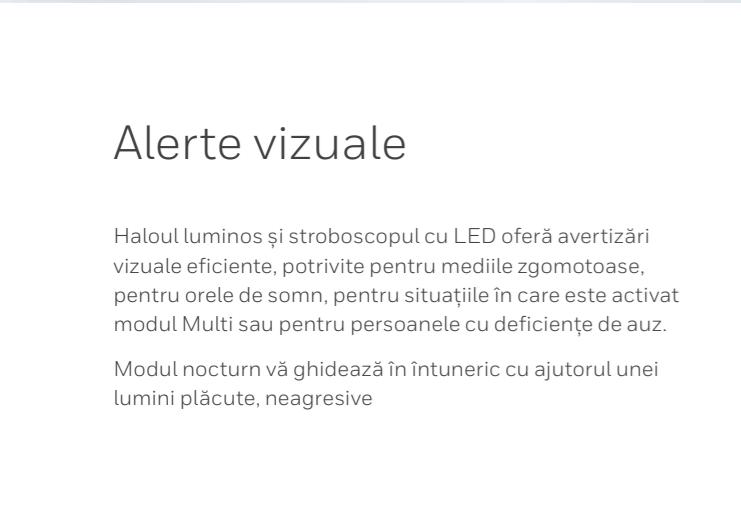 Alerte vizuale
Haloul luminos și stroboscopul cu LED oferă avertizări
vizuale eficiente, potrivite pentru mediile zgomotoase,
pentru orele de somn, pentru situațiile în care este activat
modul Multi sau pentru persoanele cu deficiențe de auz.
Modul nocturn vă ghidează în întuneric cu ajutorul unei
lumini plăcute, neagresive